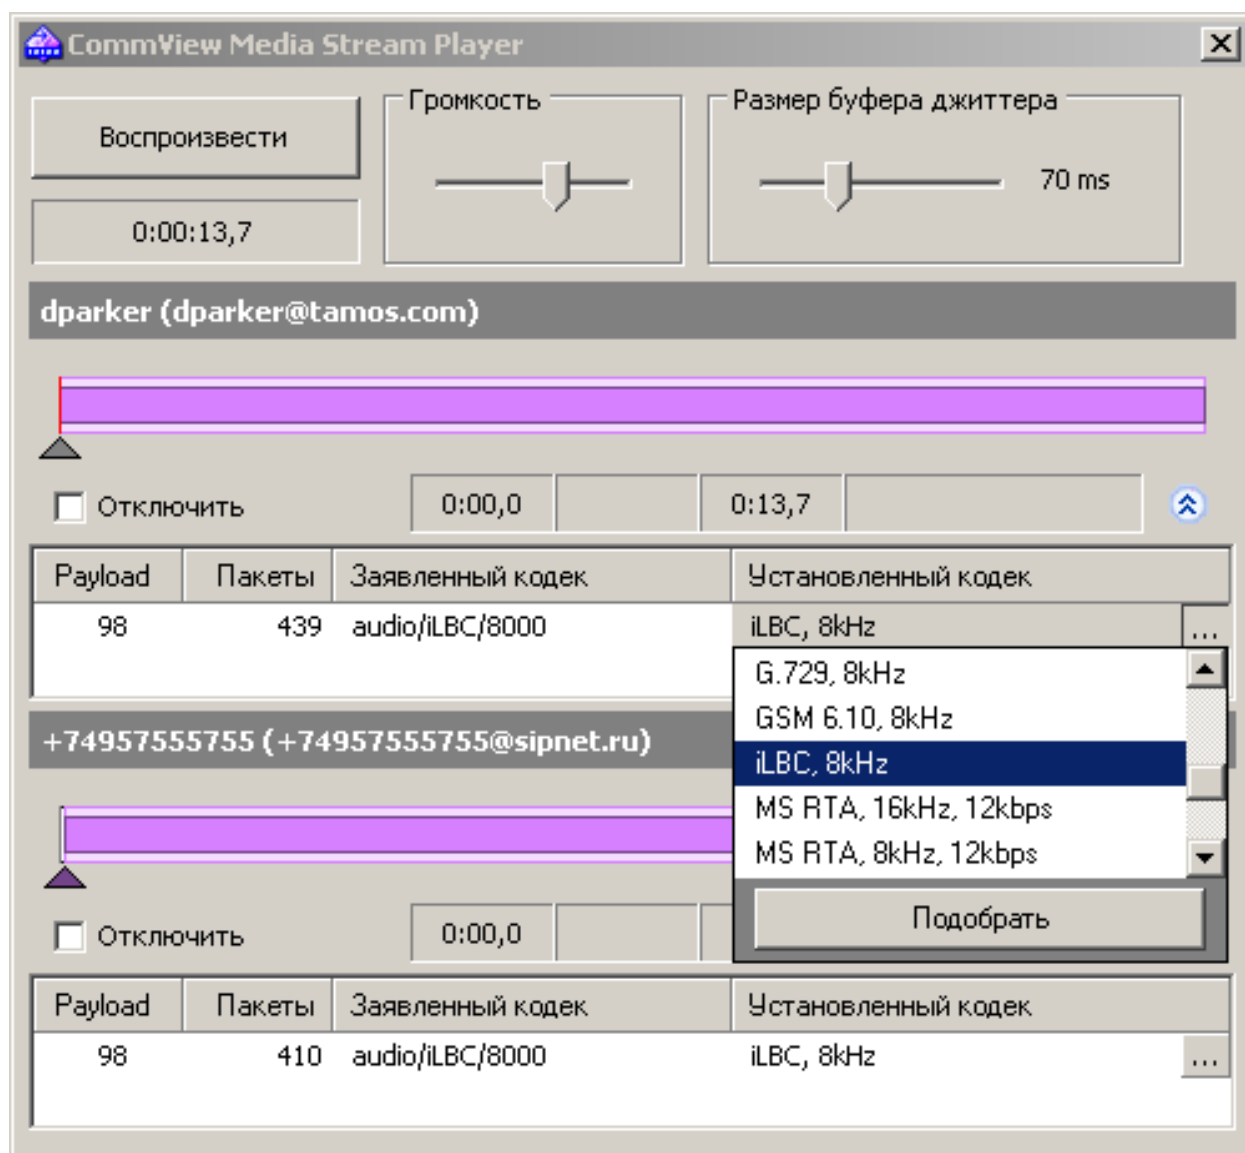 CommView Media Stream Player
Воспроизвести
Громкость
Размер буфера джиттера
70 ms
0:00:13,7
dparker (dparker@tamos.com)
Отключить
0:00,0
0:13,7
Payload Пакеты Заявленный кодек Установленный кодек
98 439 audio/iLBC/8000 iLBC, 8kHz ...
G.729, 8kHz
GSM 6.10, 8kHz
iLBC, 8kHz
MS RTA, 16kHz, 12kbps
MS RTA, 8kHz, 12kbps
Подобрать
+74957555755 (+74957555755@sipnet.ru)
Отключить
0:00,0
Payload Пакеты Заявленный кодек Установленный кодек
98 410 audio/iLBC/8000 iLBC, 8kHz ...